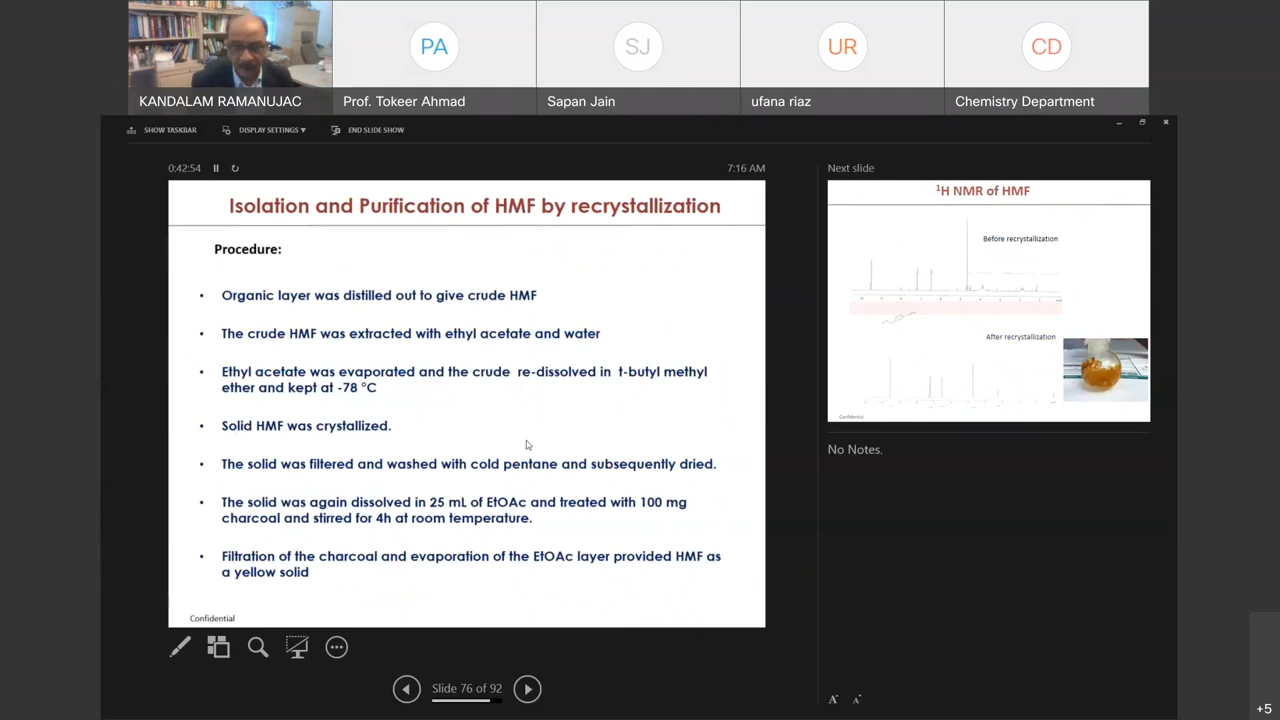 PA
SJ
UR
CD
KANDALAM RAMANUJAC
Prof. Tokeer Ahmad
Sapan Jain
ufana riaz
Chemistry Department
SHOW TASKBAR
DISPLAY SETTINGS ▾
END SLIDE SHOW
0:42:54
7:16 AM
Isolation and Purification of HMF by recrystallization
Procedure:
• Organic layer was distilled out to give crude HMF
• The crude HMF was extracted with ethyl acetate and water
• Ethyl acetate was evaporated and the crude re-dissolved in t-butyl methyl
ether and kept at -78 °C
• Solid HMF was crystallized.
• The solid was filtered and washed with cold pentane and subsequently dried.
• The solid was again dissolved in 25 mL of EtOAc and treated with 100 mg
charcoal and stirred for 4h at room temperature.
• Filtration of the charcoal and evaporation of the EtOAc layer provided HMF as
a yellow solid
Confidential
Slide 76 of 92
Next slide
¹H NMR of HMF
Before recrystallization
After recrystallization
Confidential
No Notes.
A A
+5